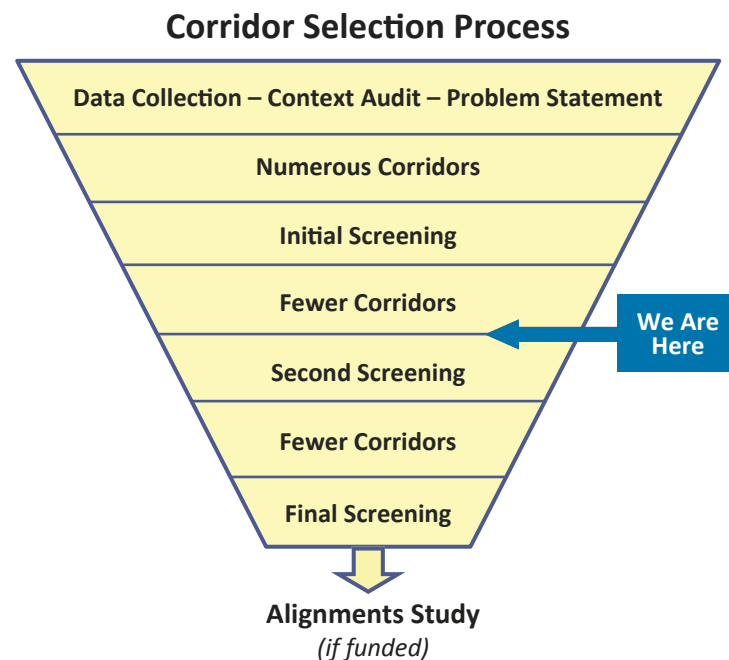 Corridor Selection Process
Data Collection – Context Audit – Problem Statement
Numerous Corridors
Initial Screening
Fewer Corridors
We Are
Here
Second Screening
Fewer Corridors
Final Screening
Alignments Study
(if funded)